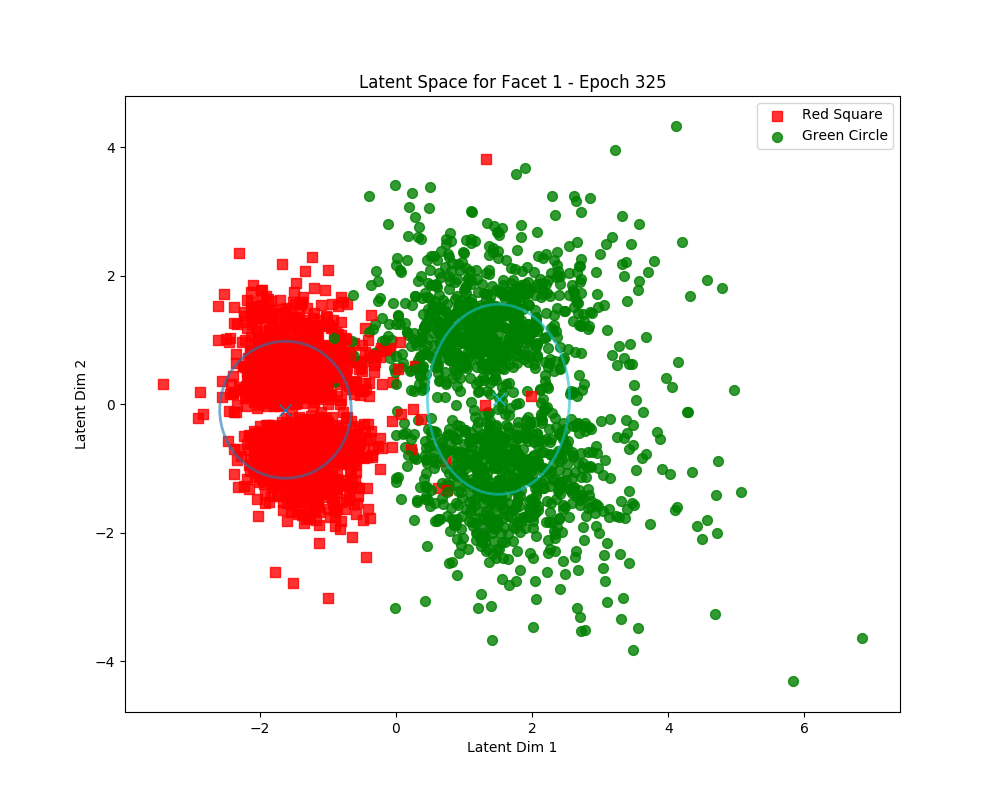 Latent Space for Facet 1 - Epoch 325
Red Square
Green Circle
4
2
0
−2
−4
Latent Dim 2
−2
0
2
4
6
Latent Dim 1